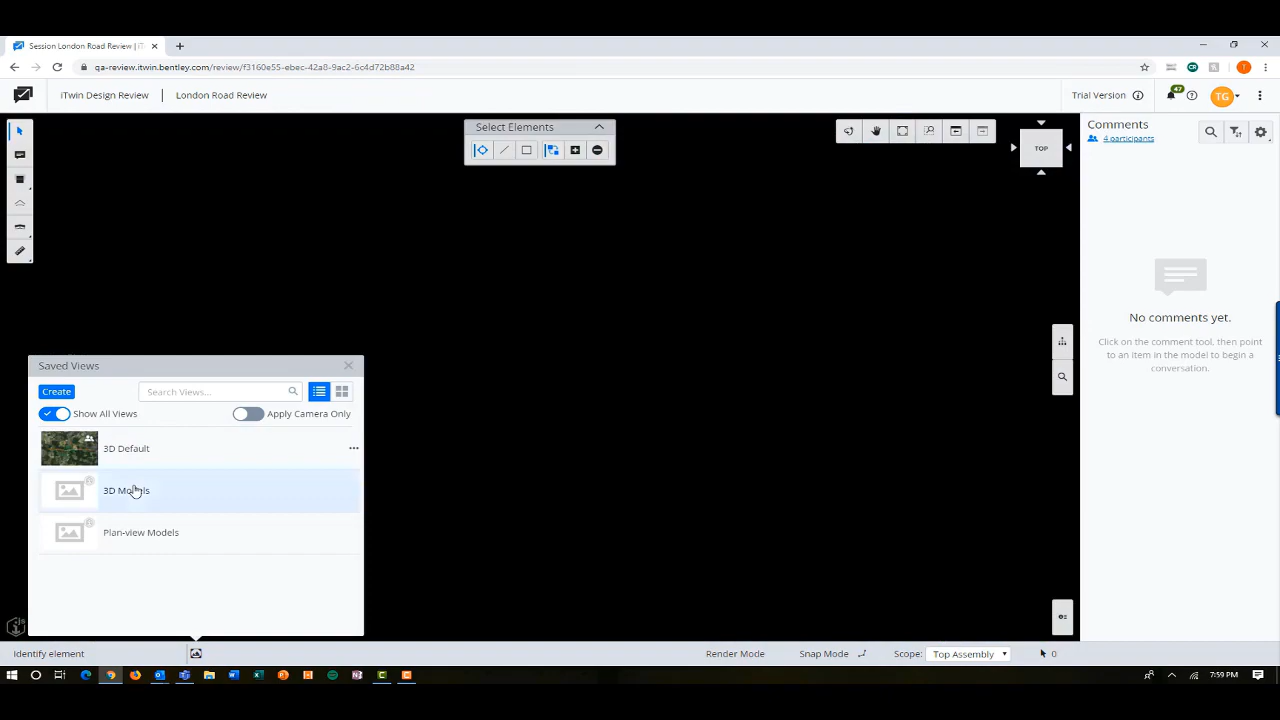 Session London Road Review | iT
qa-review.itwin.bentley.com/review/f3160e55-ebec-42a8-9ac2-6c4d72b88a42
CR
T
iTwin Design Review
London Road Review
Trial Version
47
TG
Select Elements
TOP
Comments
4 participants
No comments yet.
Click on the comment tool, then point
to an item in the model to begin a
conversation.
Saved Views
Create
Search Views...
Show All Views
Apply Camera Only
3D Default
3D Models
Plan-view Models
Identify element
Render Mode
Snap Mode
Scope:
Top Assembly
0
7:59 PM